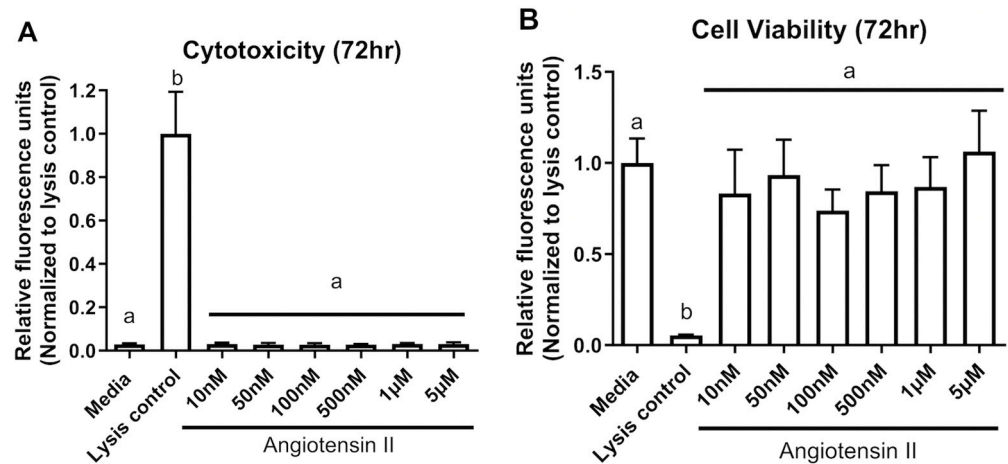 A
Cytotoxicity (72hr)
Relative fluorescence units
(Normalized to lysis control)
1.2
1.0
0.8
0.6
0.4
0.2
0.0
a
b
a
Media
Lysis control
10nM
50nM
100nM
500nM
1µM
5µM
Angiotensin II
B
Cell Viability (72hr)
Relative fluorescence units
(Normalized to lysis control)
1.5
1.0
0.5
0.0
a
b
a
Media
Lysis control
10nM
50nM
100nM
500nM
1µM
5µM
Angiotensin II